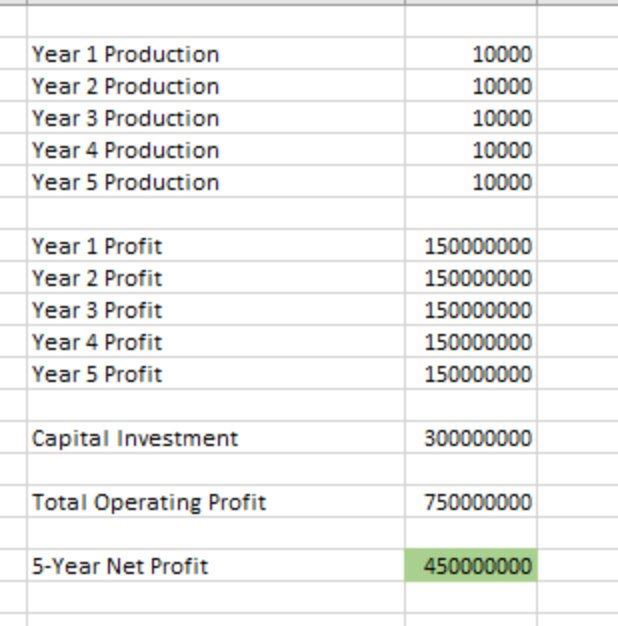 Year 1 Production 10000
Year 2 Production 10000
Year 3 Production 10000
Year 4 Production 10000
Year 5 Production 10000
Year 1 Profit 150000000
Year 2 Profit 150000000
Year 3 Profit 150000000
Year 4 Profit 150000000
Year 5 Profit 150000000
Capital Investment 300000000
Total Operating Profit 750000000
5-Year Net Profit 450000000